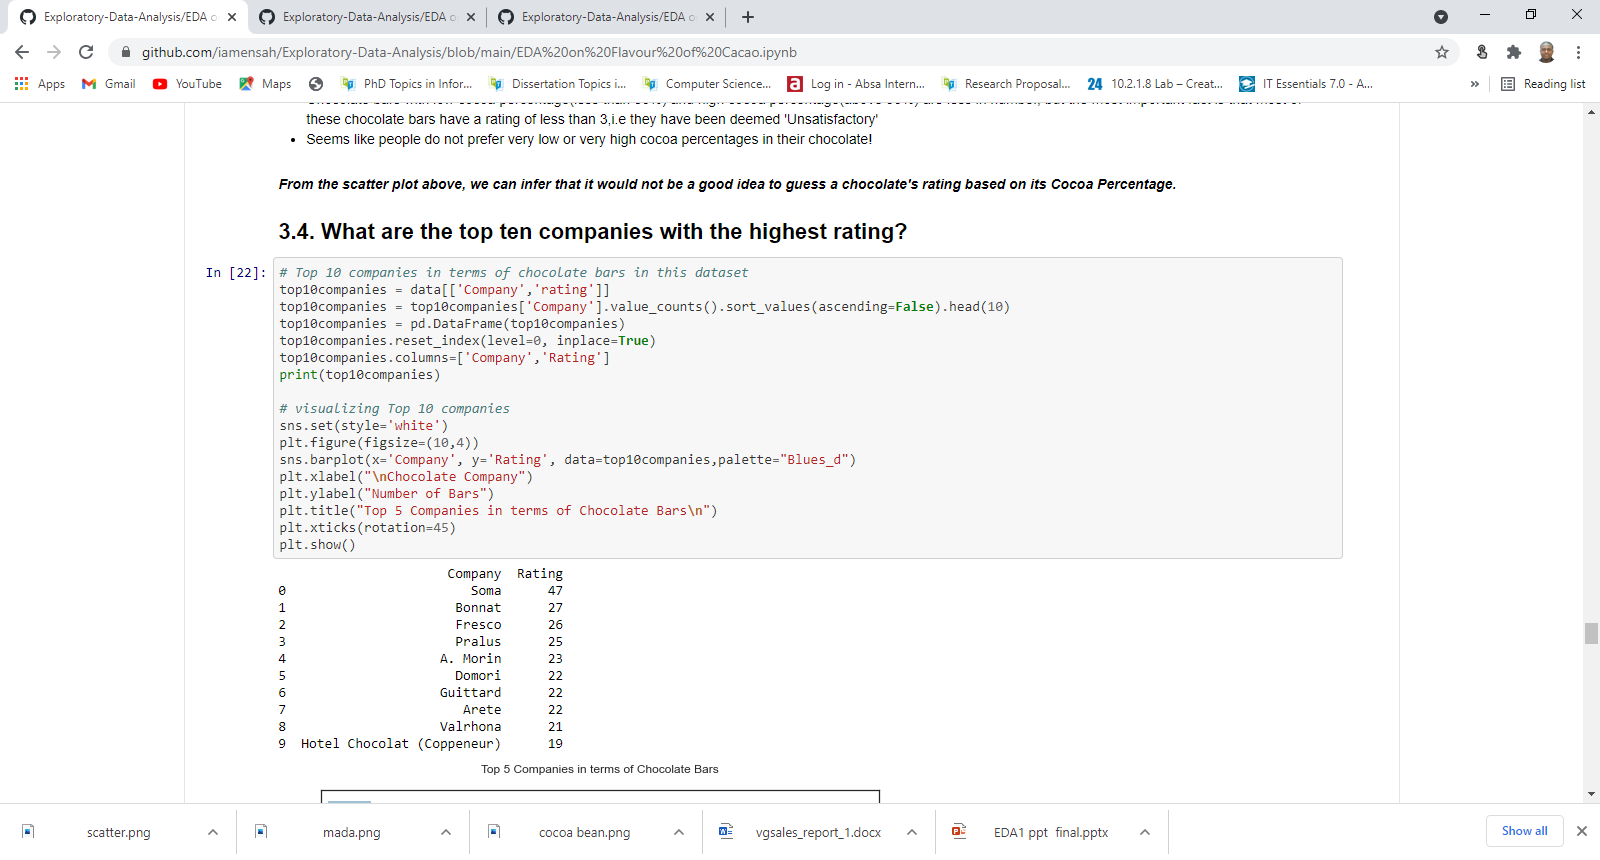 Exploratory-Data-Analysis/EDA o
Exploratory-Data-Analysis/EDA o
Exploratory-Data-Analysis/EDA o
github.com/iamensah/Exploratory-Data-Analysis/blob/main/EDA%20on%20Flavour%20of%20Cacao.ipynb
Apps Gmail YouTube Maps PhD Topics in Infor... Dissertation Topics i... Computer Science... Log in - Absa Intern... Research Proposal... 24 10.2.1.8 Lab – Creat... IT Essentials 7.0 - A... » Reading list
these chocolate bars have a rating of less than 3,i.e they have been deemed 'Unsatisfactory'
• Seems like people do not prefer very low or very high cocoa percentages in their chocolate!
From the scatter plot above, we can infer that it would not be a good idea to guess a chocolate's rating based on its Cocoa Percentage.
3.4. What are the top ten companies with the highest rating?
In [22]: # Top 10 companies in terms of chocolate bars in this dataset
top10companies = data[['Company','rating']]
top10companies = top10companies['Company'].value_counts().sort_values(ascending=False).head(10)
top10companies = pd.DataFrame(top10companies)
top10companies.reset_index(level=0, inplace=True)
top10companies.columns=['Company','Rating']
print(top10companies)
# visualizing Top 10 companies
sns.set(style='white')
plt.figure(figsize=(10,4))
sns.barplot(x='Company', y='Rating', data=top10companies,palette="Blues_d")
plt.xlabel("\nChocolate Company")
plt.ylabel("Number of Bars")
plt.title("Top 5 Companies in terms of Chocolate Bars\n")
plt.xticks(rotation=45)
plt.show()
Company Rating
0 Soma 47
1 Bonnat 27
2 Fresco 26
3 Pralus 25
4 A. Morin 23
5 Domori 22
6 Guittard 22
7 Arete 22
8 Valrhona 21
9 Hotel Chocolat (Coppeneur) 19
Top 5 Companies in terms of Chocolate Bars
scatter.png mada.png cocoa bean.png vgsales_report_1.docx EDA1 ppt final.pptx Show all